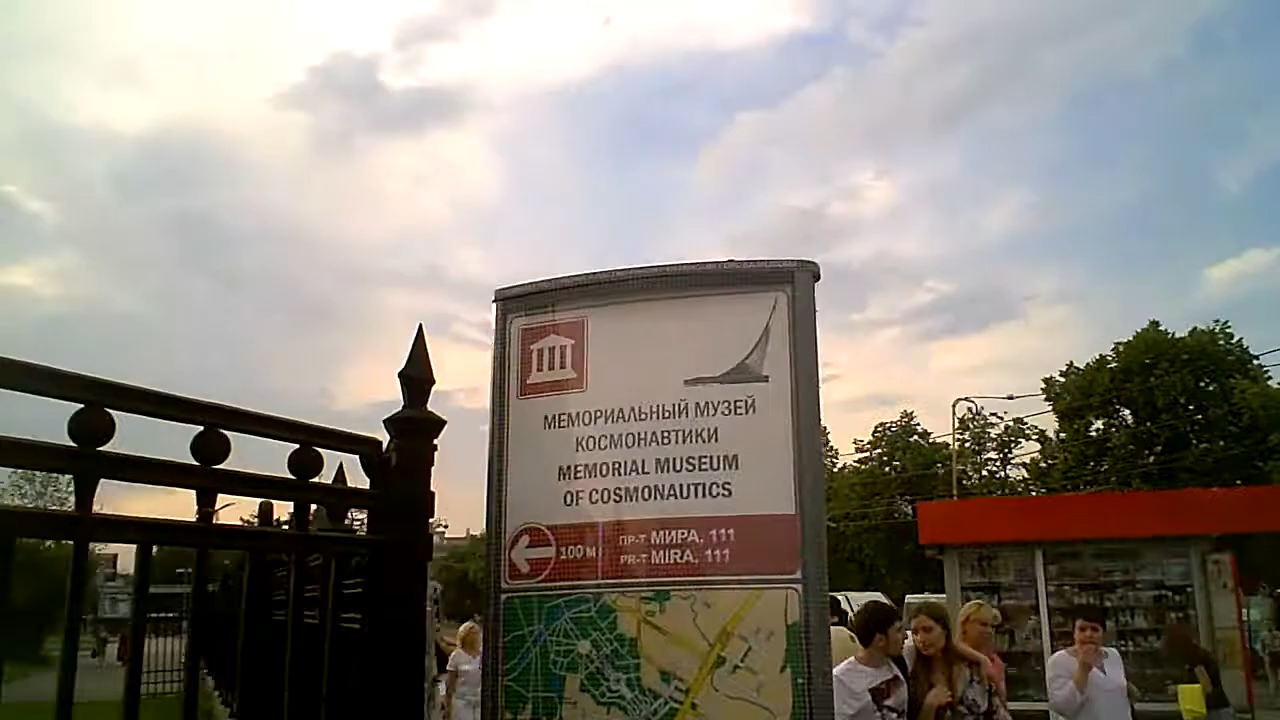 МЕМОРИАЛЬНЫЙ МУЗЕЙ
КОСМОНАВТИКИ
MEMORIAL MUSEUM
OF COSMONAUTICS
100 м
ПР-Т МИРА, 111
PR-T MIRA, 111